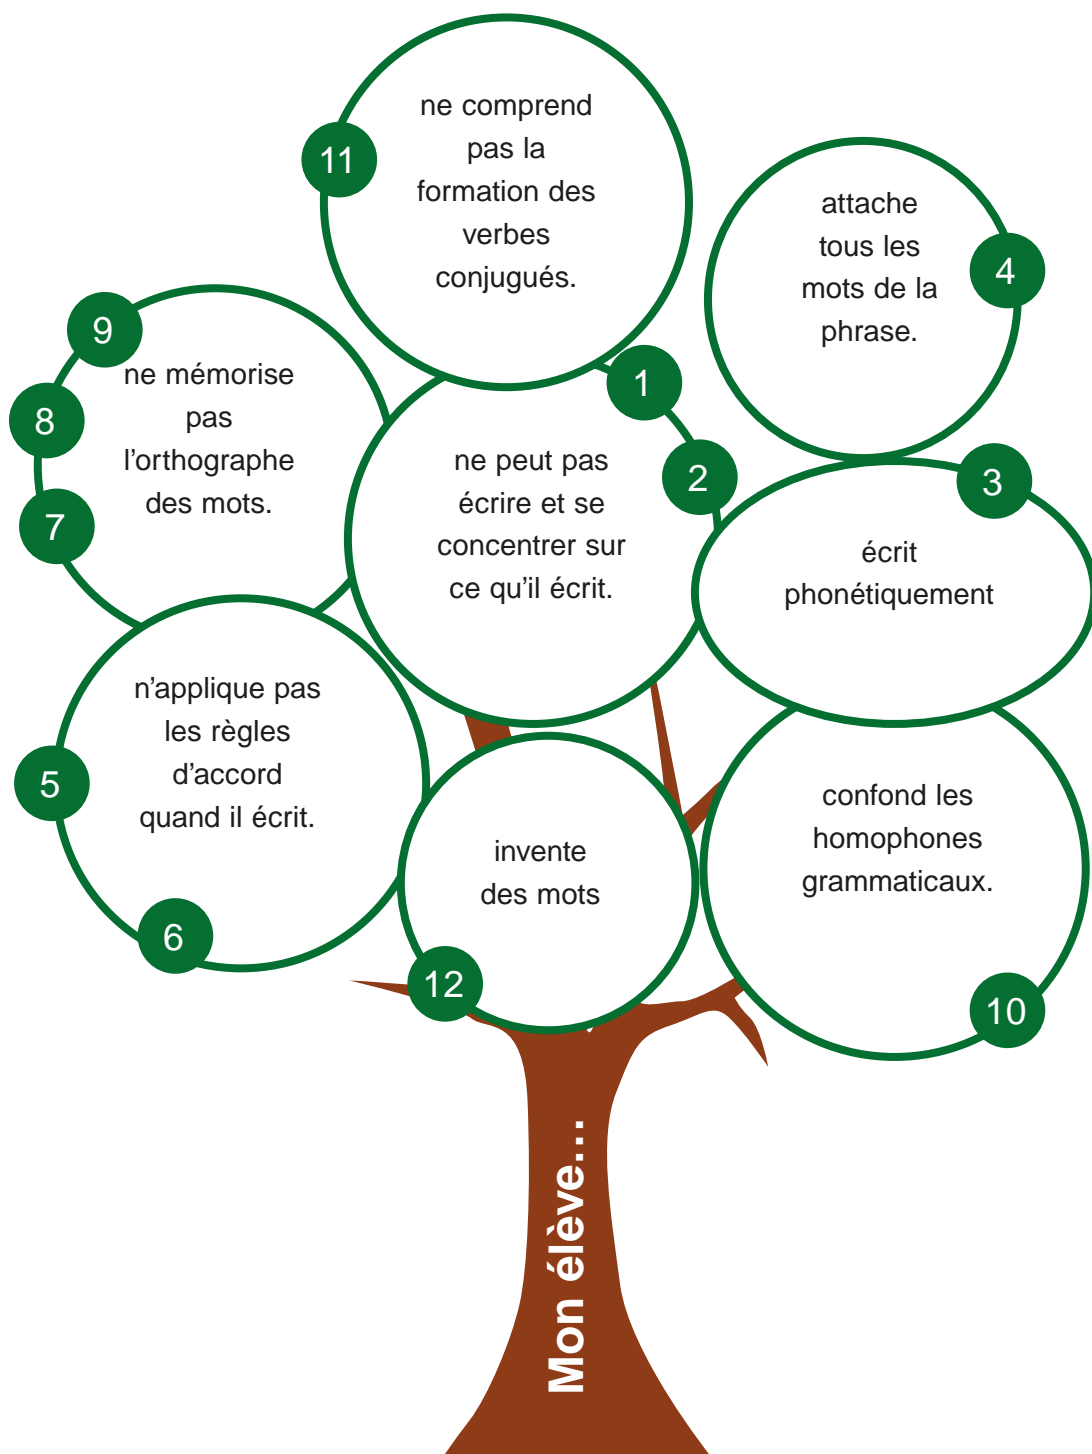 11
ne comprend
pas la
formation des
verbes
conjugués.
4
attache
tous les
mots de la
phrase.
9
8
7
ne mémorise
pas
l’orthographe
des mots.
1
2
ne peut pas
écrire et se
concentrer sur
ce qu’il écrit.
3
écrit
phonétiquement
5
6
n’applique pas
les règles
d’accord
quand il écrit.
12
invente
des mots
10
confond les
homophones
grammaticaux.
Mon élève…